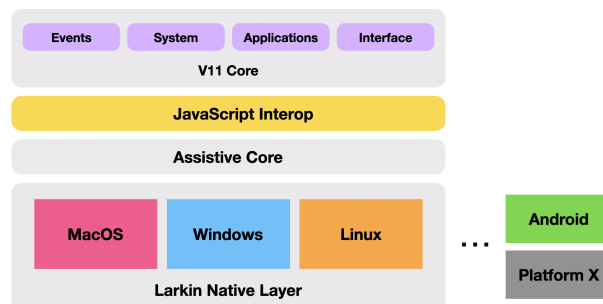 Events System Applications Interface
V11 Core
JavaScript Interop
Assistive Core
MacOS Windows Linux
Larkin Native Layer
...
Android
Platform X